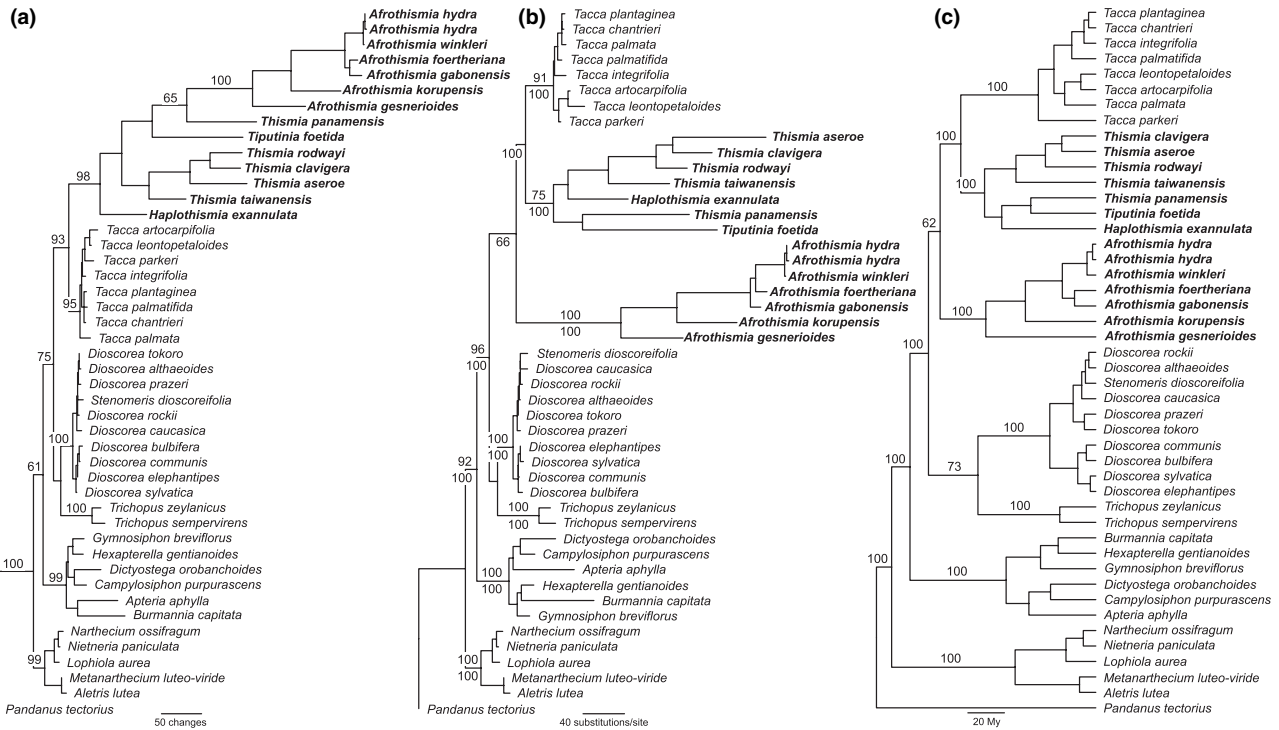 (a)
Afrothismia hydra
Afrothismia hydra
Afrothismia winkleri
Afrothismia foertheriana
Afrothismia gabonensis
100
Afrothismia korupensis
65
Afrothismia gesnerioides
Thismia panamensis
Tiputinia foetida
Thismia rodwayi
Thismia clavigera
98
Thismia aseroe
Thismia taiwanensis
Haplothismia exannulata
93
Tacca artocarpifolia
Tacca leontopetaloides
Tacca parkeri
Tacca integrifolia
Tacca plantaginea
95
Tacca palmatifida
Tacca chantrieri
Tacca palmata
75
Dioscorea tokoro
Dioscorea althaeoides
Dioscorea prazeri
Stenomeris dioscoreifolia
Dioscorea rockii
Dioscorea caucasica
100
Dioscorea bulbifera
Dioscorea communis
61
Dioscorea elephantipes
Dioscorea sylvatica
100
Trichopus zeylanicus
Trichopus sempervirens
Gymnosiphon breviflorus
Hexapterella gentianoides
100
Dictyostega orobanchoides
99
Campylosiphon purpurascens
Apteria aphylla
Burmannia capitata
Narthecium ossifragum
Nietneria paniculata
99
Lophiola aurea
Metanarthecium luteo-viride
Aletris lutea
Pandanus tectorius
50 changes
(b)
Tacca plantaginea
Tacca chantrieri
Tacca palmata
Tacca palmatifida
91
Tacca integrifolia
100
Tacca artocarpifolia
Tacca leontopetaloides
Tacca parkeri
Thismia aseroe
100
Thismia clavigera
Thismia rodwayi
Thismia taiwanensis
75
Haplothismia exannulata
100
Thismia panamensis
Tiputinia foetida
66
Afrothismia hydra
Afrothismia hydra
Afrothismia winkleri
Afrothismia foertheriana
Afrothismia gabonensis
100
Afrothismia korupensis
100
Afrothismia gesnerioides
96
Stenomeris dioscoreifolia
100
Dioscorea caucasica
Dioscorea rockii
Dioscorea althaeoides
Dioscorea tokoro
Dioscorea prazeri
100
Dioscorea elephantipes
100
Dioscorea sylvatica
92
Dioscorea communis
100
Dioscorea bulbifera
100
Trichopus zeylanicus
100
Trichopus sempervirens
Dictyostega orobanchoides
Campylosiphon purpurascens
Apteria aphylla
100
100
Hexapterella gentianoides
Burmannia capitata
Gymnosiphon breviflorus
Narthecium ossifragum
Nietneria paniculata
100
Lophiola aurea
100
Metanarthecium luteo-viride
Aletris lutea
Pandanus tectorius
40 substitutions/site
(c)
Tacca plantaginea
Tacca chantrieri
Tacca integrifolia
Tacca palmatifida
Tacca leontopetaloides
100
Tacca artocarpifolia
Tacca palmata
Tacca parkeri
100
Thismia clavigera
Thismia aseroe
Thismia rodwayi
100
Thismia taiwanensis
Thismia panamensis
Tiputinia foetida
62
Haplothismia exannulata
Afrothismia hydra
Afrothismia hydra
Afrothismia winkleri
Afrothismia foertheriana
Afrothismia gabonensis
100
Afrothismia korupensis
Afrothismia gesnerioides
100
Dioscorea rockii
Dioscorea althaeoides
Stenomeris dioscoreifolia
Dioscorea caucasica
Dioscorea prazeri
100
Dioscorea tokoro
Dioscorea communis
100
Dioscorea bulbifera
73
Dioscorea sylvatica
Dioscorea elephantipes
100
Trichopus zeylanicus
Trichopus sempervirens
Burmannia capitata
Hexapterella gentianoides
100
100
Gymnosiphon breviflorus
Dictyostega orobanchoides
Campylosiphon purpurascens
Apteria aphylla
Narthecium ossifragum
Nietneria paniculata
100
Lophiola aurea
Metanarthecium luteo-viride
Aletris lutea
Pandanus tectorius
20 My